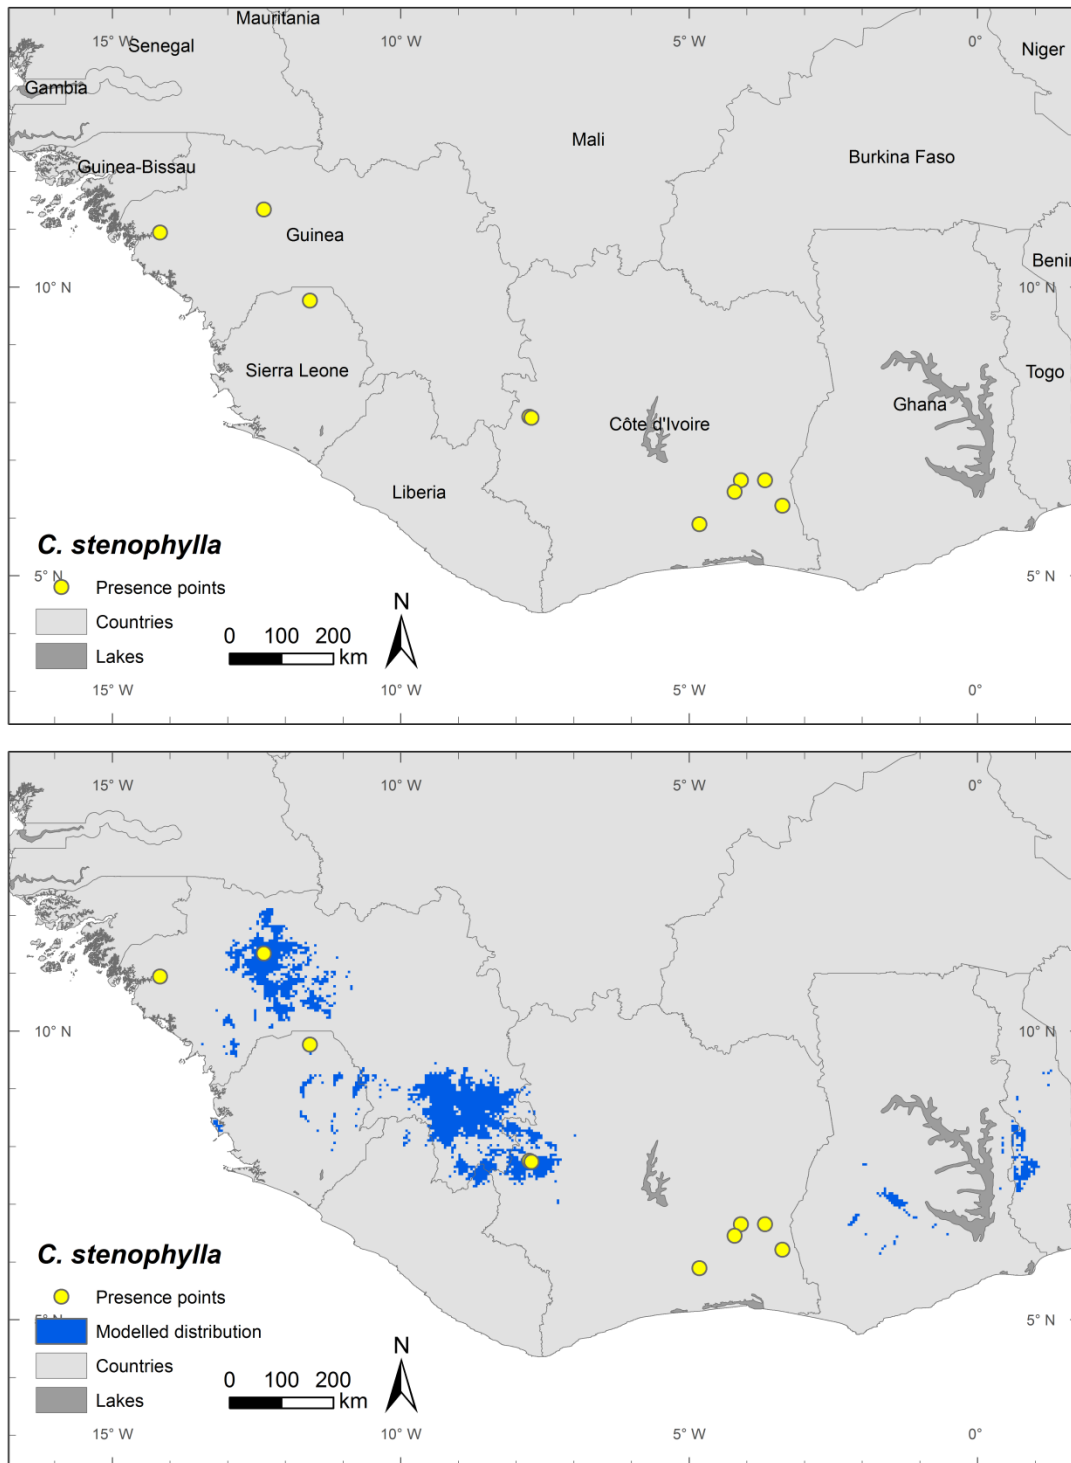 Mauritania
15° W
10° W
5° W
0°
Senegal
Niger
Gambia
Mali
Burkina Faso
Guinea-Bissau
Guinea
Benin
10° N
10° N
Sierra Leone
Togo
Ghana
Côte d'Ivoire
Liberia
C. stenophylla
5° N
5° N
Presence points
N
Countries
0 100 200
km
Lakes
15° W
10° W
5° W
0°
15° W
10° W
5° W
0°
10° N
10° N
C. stenophylla
Presence points
5° N
5° N
Modelled distribution
N
Countries
0 100 200
km
Lakes
15° W
10° W
5° W
0°